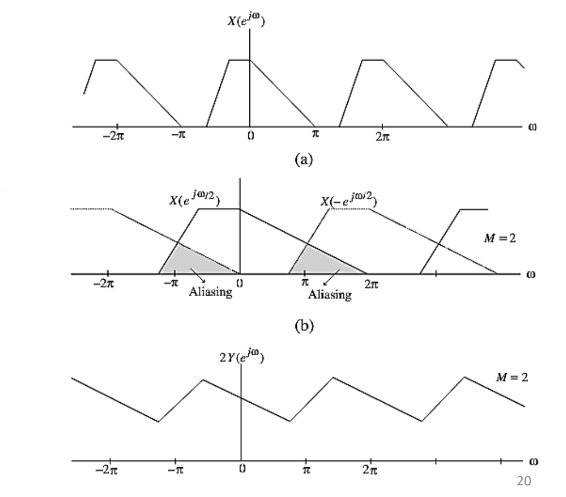 X(e^{jω})
−2π −π 0 π 2π ω
(a)
X(e^{jω/2}) X(−e^{jω/2})
M = 2
−2π −π 0 π 2π ω
Aliasing Aliasing
(b)
2Y(e^{jω})
M = 2
−2π −π 0 π 2π ω
20